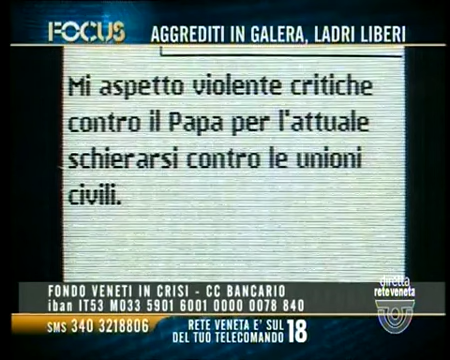 FOCUS
AGGREDITI IN GALERA, LADRI LIBERI
Mi aspetto violente critiche
contro il Papa per l'attuale
schierarsi contro le unioni
civili.
diretta
reteveneta
FONDO VENETI IN CRISI - CC BANCARIO
iban IT53 M033 5901 6001 0000 0078 840
SMS 340 3218806
RETE VENETA E' SUL
DEL TUO TELECOMANDO 18